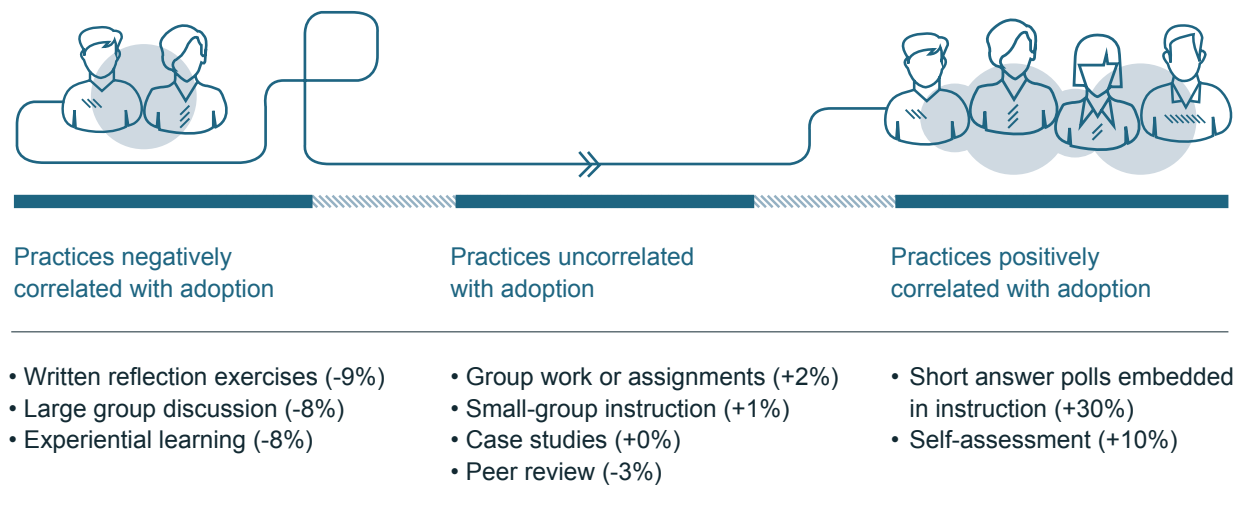 Practices negatively
correlated with adoption
Practices uncorrelated
with adoption
Practices positively
correlated with adoption
• Written reflection exercises (-9%)
• Large group discussion (-8%)
• Experiential learning (-8%)
• Group work or assignments (+2%)
• Small-group instruction (+1%)
• Case studies (+0%)
• Peer review (-3%)
• Short answer polls embedded
in instruction (+30%)
• Self-assessment (+10%)